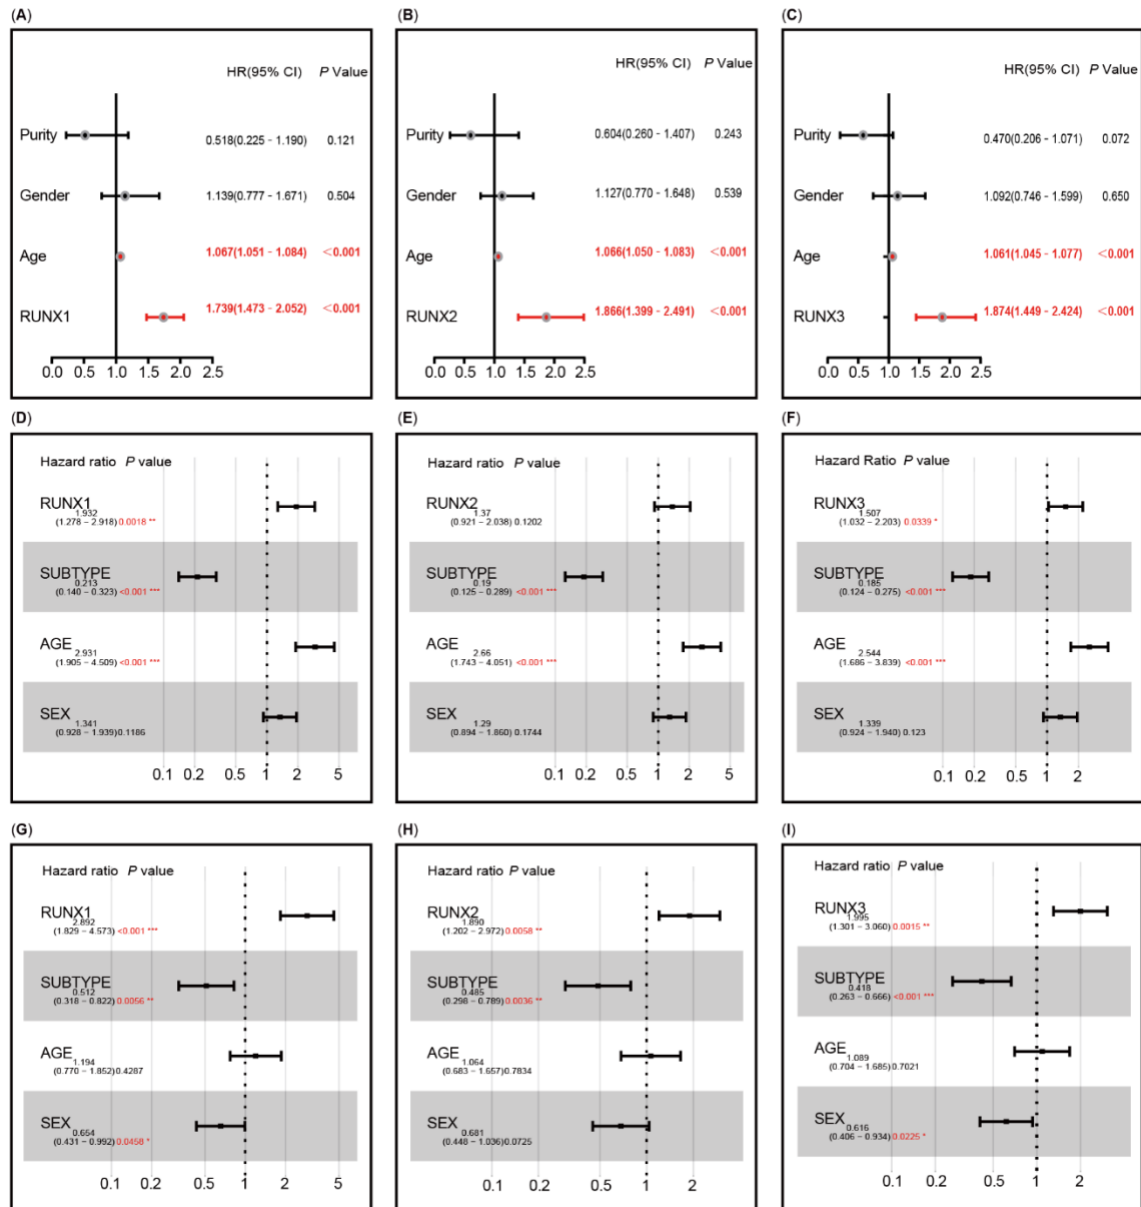 (A)
HR(95% CI) P Value
Purity 0.518(0.225 - 1.190) 0.121
Gender 1.139(0.777 - 1.671) 0.504
Age 1.067(1.051 - 1.084) <0.001
RUNX1 1.739(1.473 - 2.052) <0.001
0.0 0.5 1.0 1.5 2.0 2.5
(B)
HR(95% CI) P Value
Purity 0.604(0.260 - 1.407) 0.243
Gender 1.127(0.770 - 1.648) 0.539
Age 1.066(1.050 - 1.083) <0.001
RUNX2 1.866(1.399 - 2.491) <0.001
0.0 0.5 1.0 1.5 2.0 2.5
(C)
HR(95% CI) P Value
Purity 0.470(0.206 - 1.071) 0.072
Gender 1.092(0.746 - 1.599) 0.650
Age 1.061(1.045 - 1.077) <0.001
RUNX3 1.874(1.449 - 2.424) <0.001
0.0 0.5 1.0 1.5 2.0 2.5
(D)
Hazard ratio P value
RUNX1
1.932
(1.278 - 2.918) 0.0018 **
SUBTYPE
0.213
(0.140 - 0.323) <0.001 ***
AGE
2.931
(1.905 - 4.509) <0.001 ***
SEX
1.341
(0.928 - 1.939) 0.1186
0.1 0.2 0.5 1 2 5
(E)
Hazard ratio P value
RUNX2
1.37
(0.921 - 2.038) 0.1202
SUBTYPE
0.19
(0.125 - 0.289) <0.001 ***
AGE
2.66
(1.743 - 4.051) <0.001 ***
SEX
1.29
(0.894 - 1.860) 0.1744
0.1 0.2 0.5 1 2 5
(F)
Hazard Ratio P value
RUNX3
1.507
(1.032 - 2.203) 0.0339 *
SUBTYPE
0.185
(0.124 - 0.275) <0.001 ***
AGE
2.544
(1.686 - 3.839) <0.001 ***
SEX
1.339
(0.924 - 1.940) 0.123
0.1 0.2 0.5 1 2
(G)
Hazard ratio P value
RUNX1
2.892
(1.829 - 4.573) <0.001 ***
SUBTYPE
0.512
(0.318 - 0.822) 0.0056 **
AGE
1.194
(0.770 - 1.852) 0.4287
SEX
0.654
(0.431 - 0.992) 0.0458 *
0.1 0.2 0.5 1 2 5
(H)
Hazard ratio P value
RUNX2
1.890
(1.202 - 2.972) 0.0058 **
SUBTYPE
0.485
(0.298 - 0.789) 0.0036 **
AGE
1.064
(0.683 - 1.657) 0.7834
SEX
0.681
(0.448 - 1.036) 0.0725
0.1 0.2 0.5 1 2
(I)
Hazard ratio P value
RUNX3
1.995
(1.301 - 3.060) 0.0015 **
SUBTYPE
0.418
(0.263 - 0.666) <0.001 ***
AGE
1.089
(0.704 - 1.685) 0.7021
SEX
0.616
(0.406 - 0.934) 0.0225 *
0.1 0.2 0.5 1 2